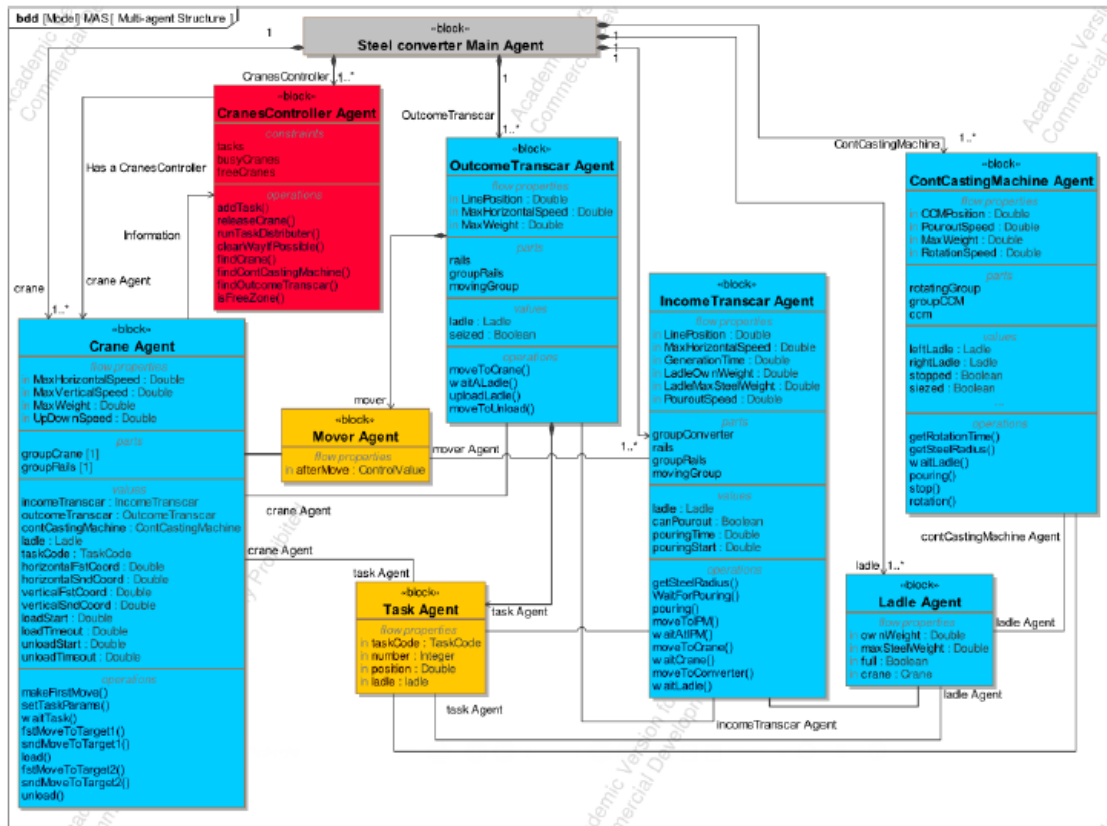 bdd [Model] MAS [ Multi-agent Structure ]
«block»
Steel converter Main Agent
1
1
1
1
1
CranesController
1..*
«block»
CranesController Agent
constraints
tasks
busyCranes
freeCranes
operations
addTask()
releaseCrane()
runTaskDistributer()
clearWayIfPossible()
findCrane()
findContCastingMachine()
findOutcomeTranscar()
isFreeZone()
Has a CranesController
Information
crane Agent
crane
1..*
OutcomeTranscar
1..*
«block»
OutcomeTranscar Agent
flow properties
in LinePosition : Double
in MaxHorizontalSpeed : Double
in MaxWeight : Double
parts
rails
groupRails
movingGroup
values
ladle : Ladle
seized : Boolean
operations
moveToCrane()
waitALadle()
uploadLadle()
moveToUnload()
ContCastingMachine
1..*
«block»
ContCastingMachine Agent
flow properties
in CCMPosition : Double
in PouroutSpeed : Double
in MaxWeight : Double
in RotationSpeed : Double
parts
rotatingGroup
groupCCM
ccm
values
leftLadle : Ladle
rightLadle : Ladle
stopped : Boolean
siezed : Boolean
...
operations
getRotationTime()
getSteelRadius()
waitLadle()
pouring()
stop()
rotation()
«block»
IncomeTranscar Agent
flow properties
in LinePosition : Double
in MaxHorizontalSpeed : Double
in GenerationTime : Double
in LadleOwnWeight : Double
in LadleMaxSteelWeight : Double
in PouroutSpeed : Double
parts
groupConverter
rails
groupRails
movingGroup
values
ladle : Ladle
canPourout : Boolean
pouringTime : Double
pouringStart : Double
operations
getSteelRadius()
WaitForPouring()
pouring()
moveToIPM()
waitAtIPM()
moveToCrane()
waitCrane()
moveToConverter()
waitLadle()
1..*
«block»
Crane Agent
flow properties
in MaxHorizontalSpeed : Double
in MaxVerticalSpeed : Double
in MaxWeight : Double
in UpDownSpeed : Double
parts
groupCrane [1]
groupRails [1]
values
incomeTranscar : IncomeTranscar
outcomeTranscar : OutcomeTranscar
contCastingMachine : ContCastingMachine
ladle : Ladle
taskCode : TaskCode
horizontalFstCoord : Double
horizontalSndCoord : Double
verticalFstCoord : Double
verticalSndCoord : Double
loadStart : Double
loadTimeout : Double
unloadStart : Double
unloadTimeout : Double
operations
makeFirstMove()
setTaskParams()
waitTask()
fstMoveToTarget1()
sndMoveToTarget1()
load()
fstMoveToTarget2()
sndMoveToTarget2()
unload()
mover
«block»
Mover Agent
flow properties
in afterMove : ControlValue
mover Agent
crane Agent
crane Agent
task Agent
«block»
Task Agent
flow properties
in taskCode : TaskCode
in number : Integer
in position : Double
in ladle : ladle
task Agent
task Agent
contCastingMachine Agent
ladle
1..*
«block»
Ladle Agent
flow properties
in ownWeight : Double
in maxSteelWeight : Double
in full : Boolean
in crane : Crane
ladle Agent
ladle Agent
incomeTranscar Agent